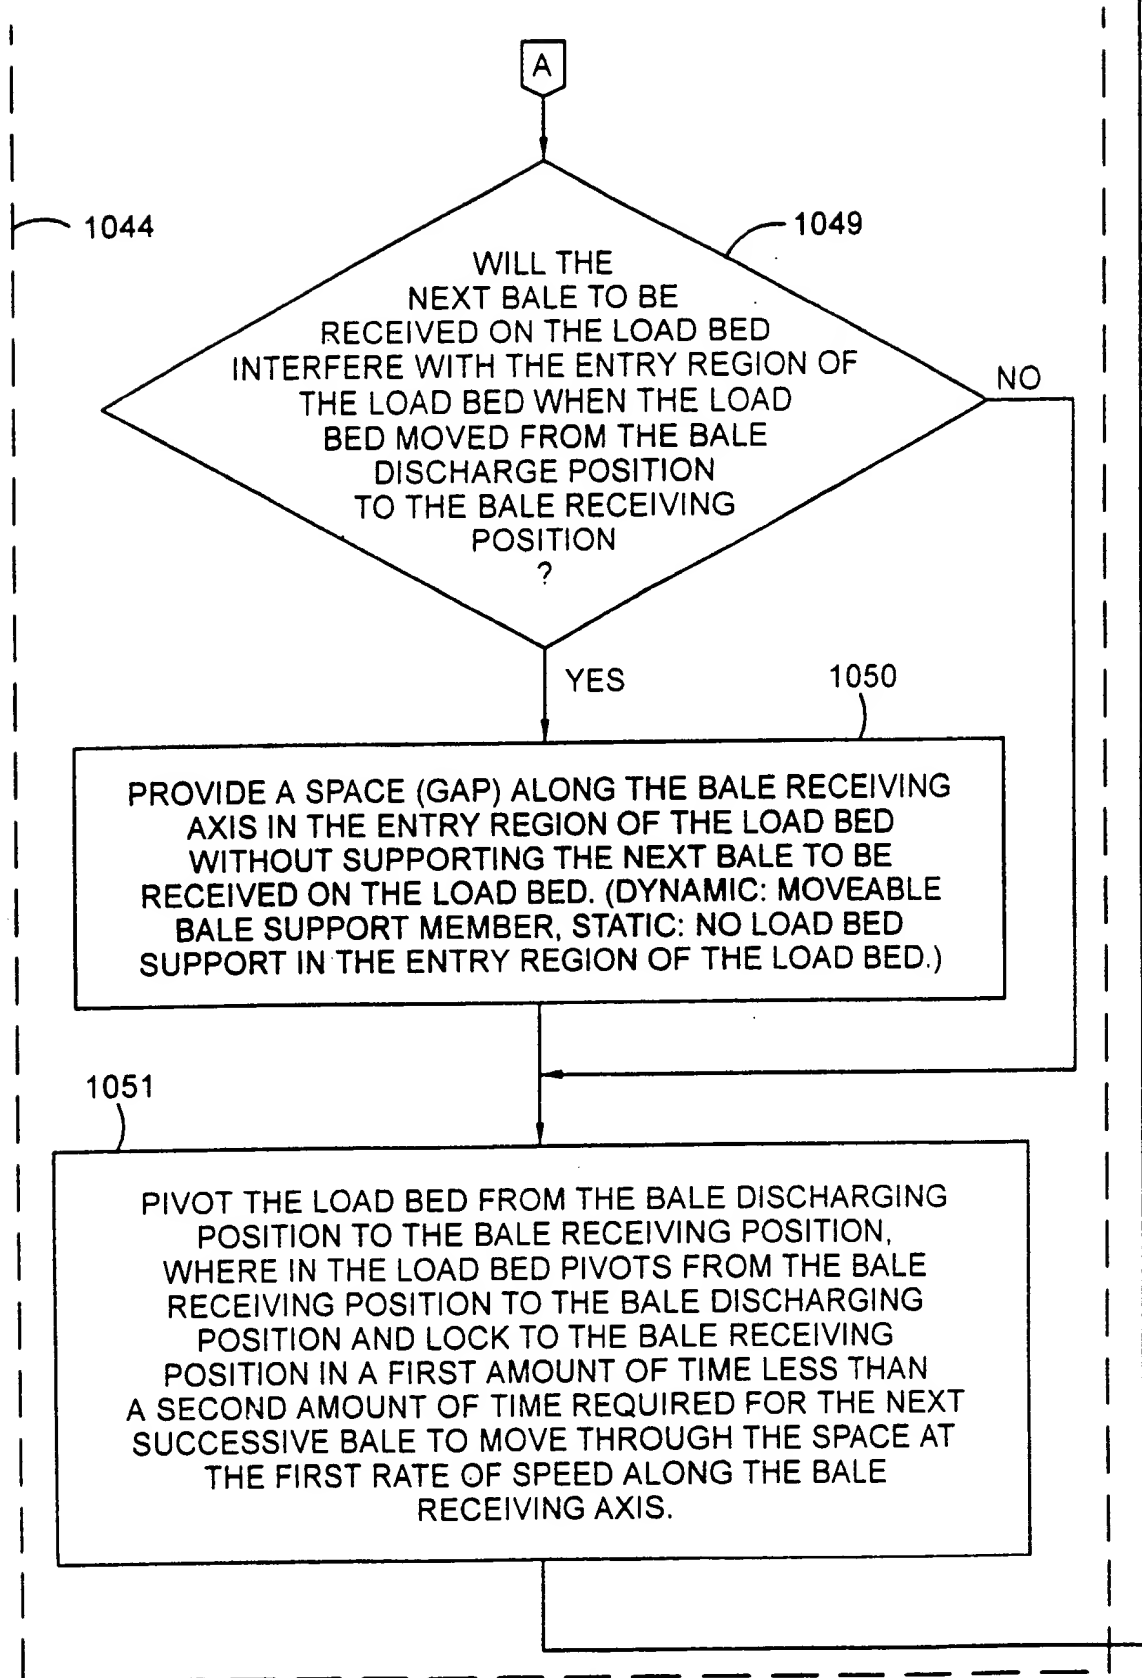 A
1044
1049
WILL THE
NEXT BALE TO BE
RECEIVED ON THE LOAD BED
INTERFERE WITH THE ENTRY REGION OF
THE LOAD BED WHEN THE LOAD
BED MOVED FROM THE BALE
DISCHARGE POSITION
TO THE BALE RECEIVING
POSITION
?
NO
YES
1050
PROVIDE A SPACE (GAP) ALONG THE BALE RECEIVING
AXIS IN THE ENTRY REGION OF THE LOAD BED
WITHOUT SUPPORTING THE NEXT BALE TO BE
RECEIVED ON THE LOAD BED. (DYNAMIC: MOVEABLE
BALE SUPPORT MEMBER, STATIC: NO LOAD BED
SUPPORT IN THE ENTRY REGION OF THE LOAD BED.)
1051
PIVOT THE LOAD BED FROM THE BALE DISCHARGING
POSITION TO THE BALE RECEIVING POSITION,
WHERE IN THE LOAD BED PIVOTS FROM THE BALE
RECEIVING POSITION TO THE BALE DISCHARGING
POSITION AND LOCK TO THE BALE RECEIVING
POSITION IN A FIRST AMOUNT OF TIME LESS THAN
A SECOND AMOUNT OF TIME REQUIRED FOR THE NEXT
SUCCESSIVE BALE TO MOVE THROUGH THE SPACE AT
THE FIRST RATE OF SPEED ALONG THE BALE
RECEIVING AXIS.